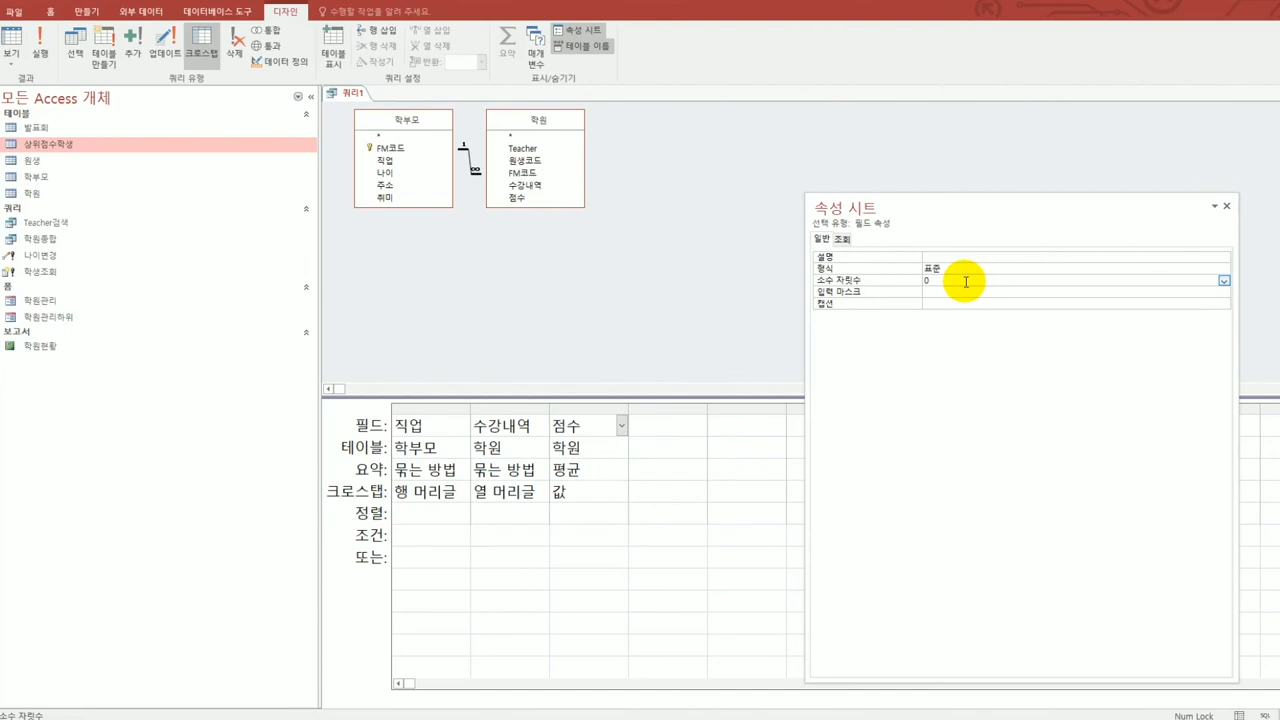 파일 홈 만들기 외부 데이터 데이터베이스 도구 디자인 수행할 작업을 알려 주세요.
보기 실행 선택 테이블 만들기 추가 업데이트 크로스탭 삭제 통합 통과 데이터 정의 테이블 표시 행 삽입 행 삭제 작성기 열 삽입 열 삭제 반환: 요약 매개 변수 속성 시트 테이블 이름
결과 쿼리 유형 쿼리 설정 표시/숨기기
모든 Access 개체
테이블
발표회
상위점수학생
원생
학부모
학원
쿼리
Teacher검색
학원종합
나이변경
학생조회
폼
학원관리
학원관리하위
보고서
학원현황
쿼리1
학부모
*
FM코드
직업
나이
주소
취미
1
∞
학원
*
Teacher
원생코드
FM코드
수강내역
점수
속성 시트
선택 유형: 필드 속성
일반 조회
설명
형식 표준
소수 자릿수 0
입력 마스크
캡션
필드: 직업 수강내역 점수
테이블: 학부모 학원 학원
요약: 묶는 방법 묶는 방법 평균
크로스탭: 행 머리글 열 머리글 값
정렬:
조건:
또는:
소수 자릿수 Num Lock SQL